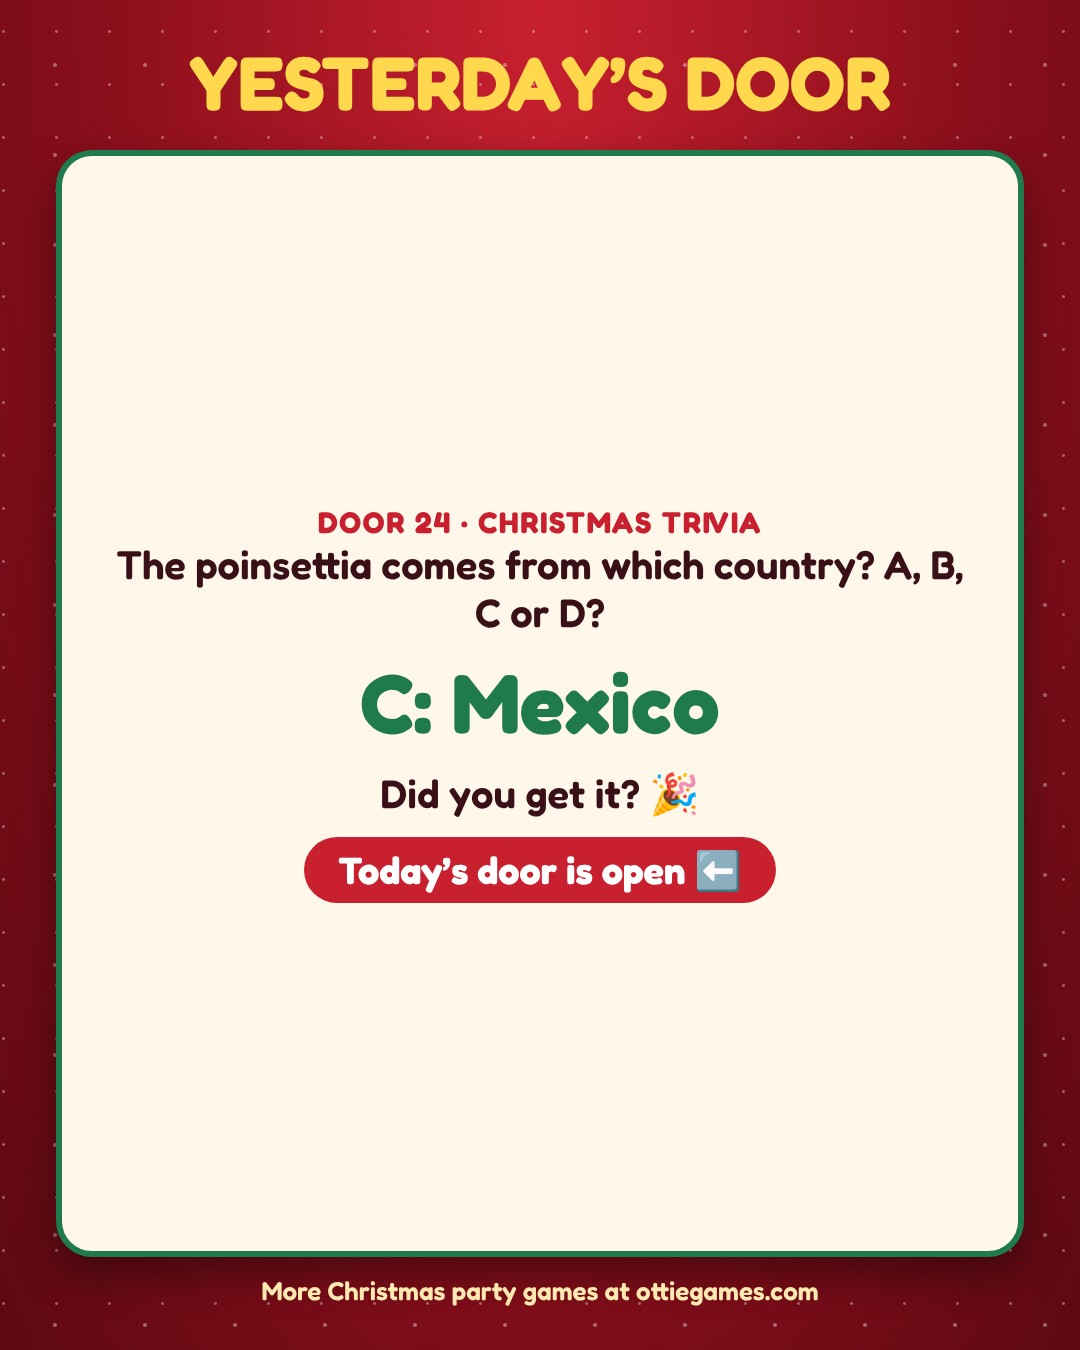 YESTERDAY’S DOOR
DOOR 24 · CHRISTMAS TRIVIA
The poinsettia comes from which country? A, B,
C or D?
C: Mexico
Did you get it? 🎉
Today’s door is open ⬅️
More Christmas party games at ottiegames.com